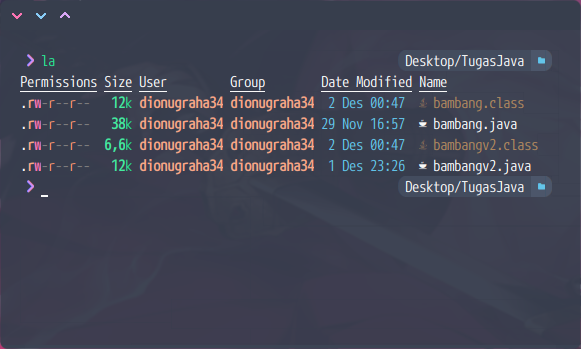 ❯ la Desktop/TugasJava
Permissions Size User Group Date Modified Name
.rw-r--r-- 12k dionugraha34 dionugraha34 2 Des 00:47 bambang.class
.rw-r--r-- 38k dionugraha34 dionugraha34 29 Nov 16:57 bambang.java
.rw-r--r-- 6,6k dionugraha34 dionugraha34 2 Des 00:47 bambangv2.class
.rw-r--r-- 12k dionugraha34 dionugraha34 1 Des 23:26 bambangv2.java
❯ Desktop/TugasJava